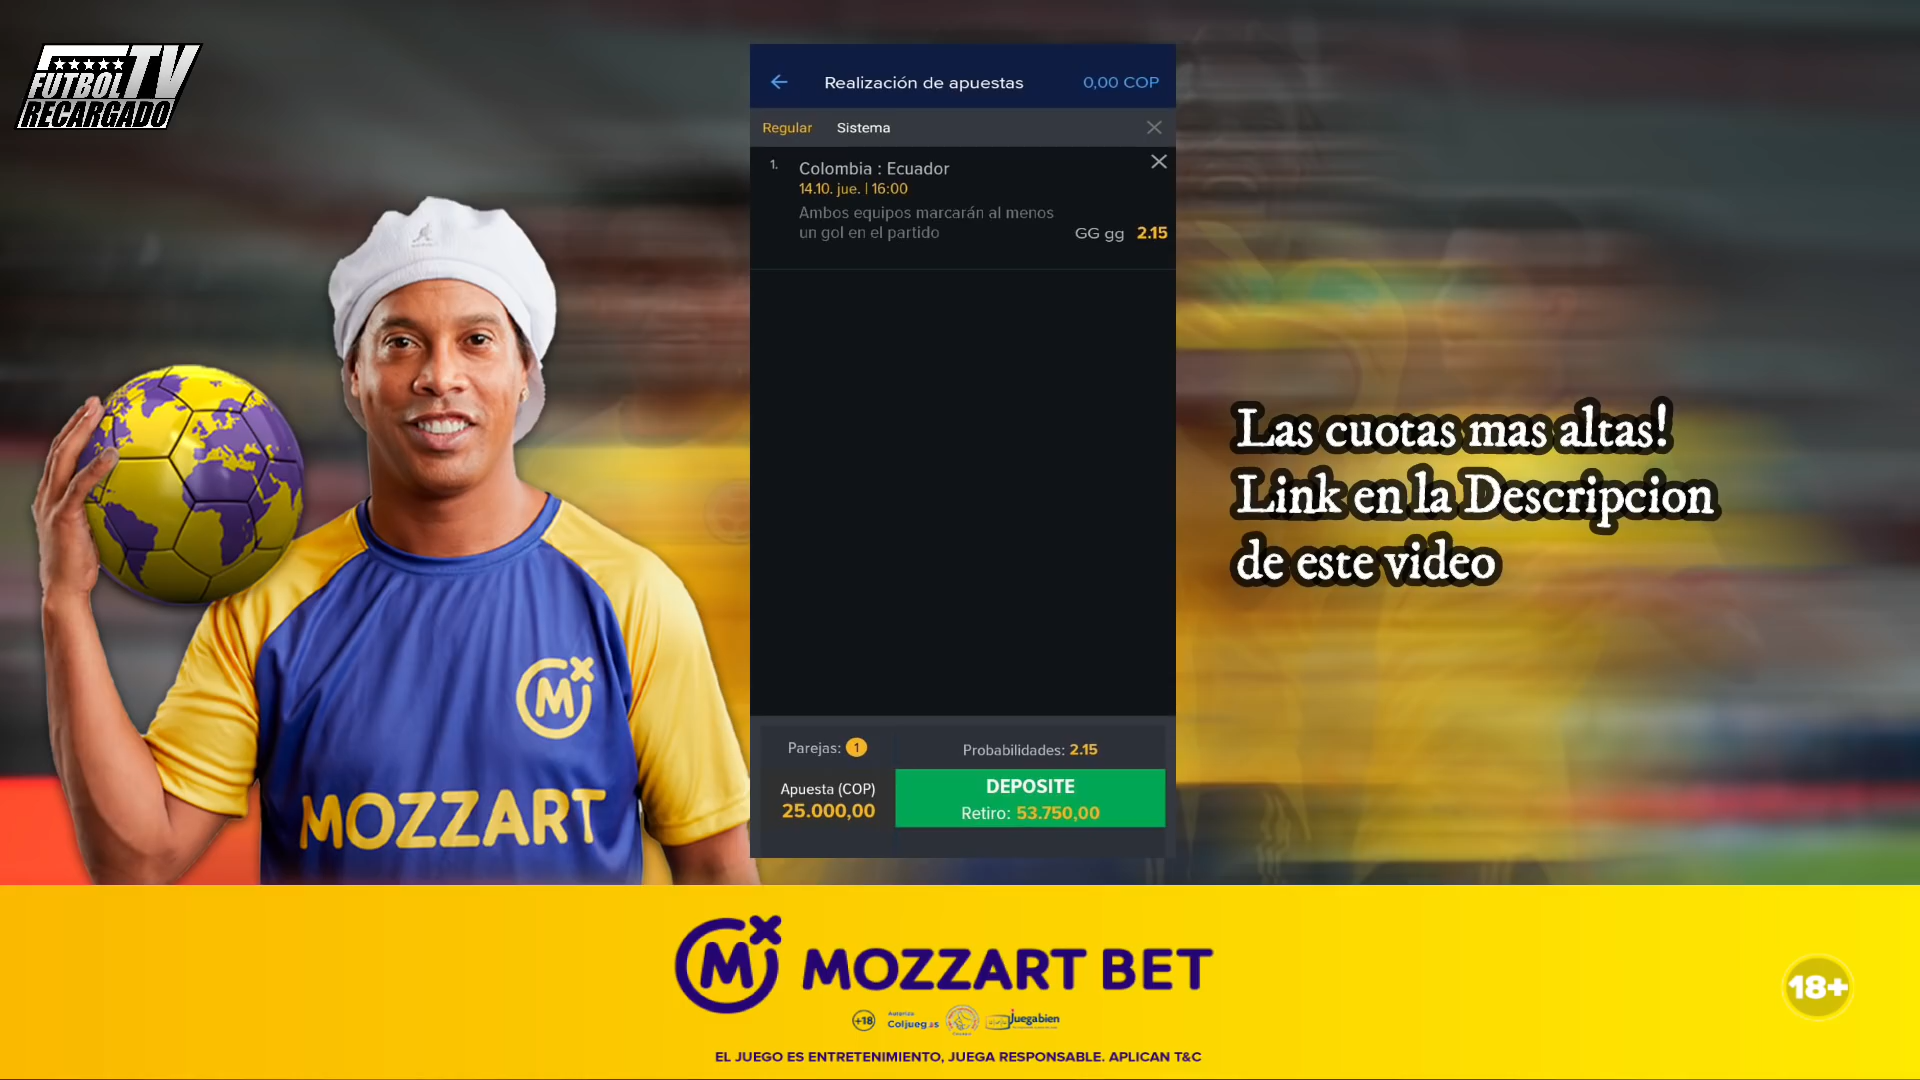 FUTBOL TV
RECARGADO
Realización de apuestas
0,00 COP
Regular
Sistema
1.
Colombia : Ecuador
14.10. jue. | 16:00
Ambos equipos marcarán al menos
un gol en el partido
GG gg 2.15
Parejas: 1
Probabilidades: 2.15
Apuesta (COP)
25.000,00
DEPOSITE
Retiro: 53.750,00
Las cuotas mas altas!
Link en la Descripcion
de este video
M
MOZZART
M MOZZART BET
18+
+18
Autoriza
Coljuegos
juegabien
EL JUEGO ES ENTRETENIMIENTO, JUEGA RESPONSABLE. APLICAN T&C